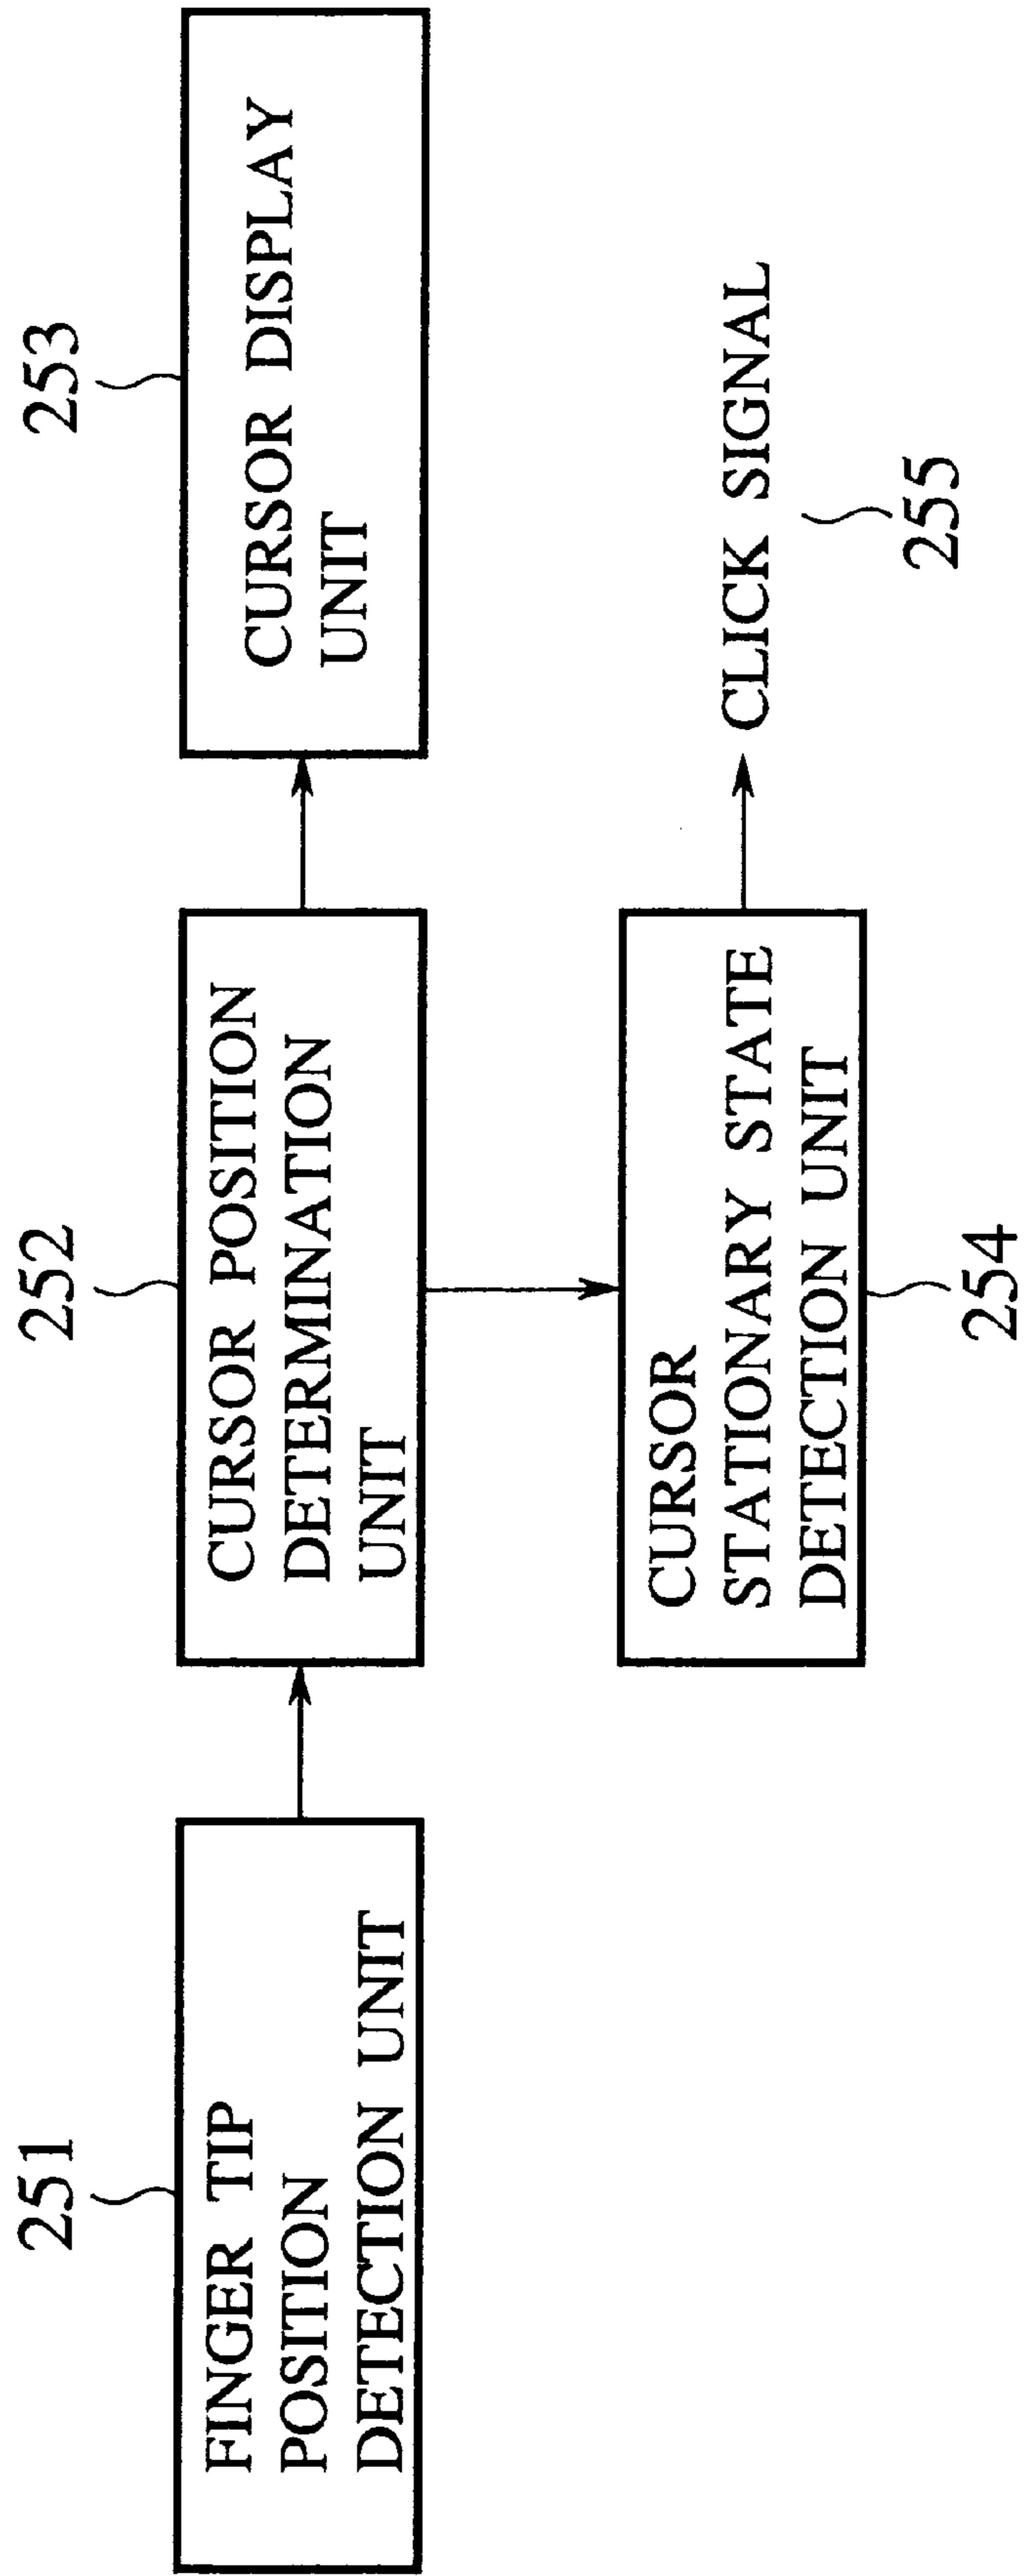 251
FINGER TIP
POSITION
DETECTION UNIT
252
CURSOR POSITION
DETERMINATION
UNIT
253
CURSOR DISPLAY
UNIT
CURSOR
STATIONARY STATE
DETECTION UNIT
254
CLICK SIGNAL
255